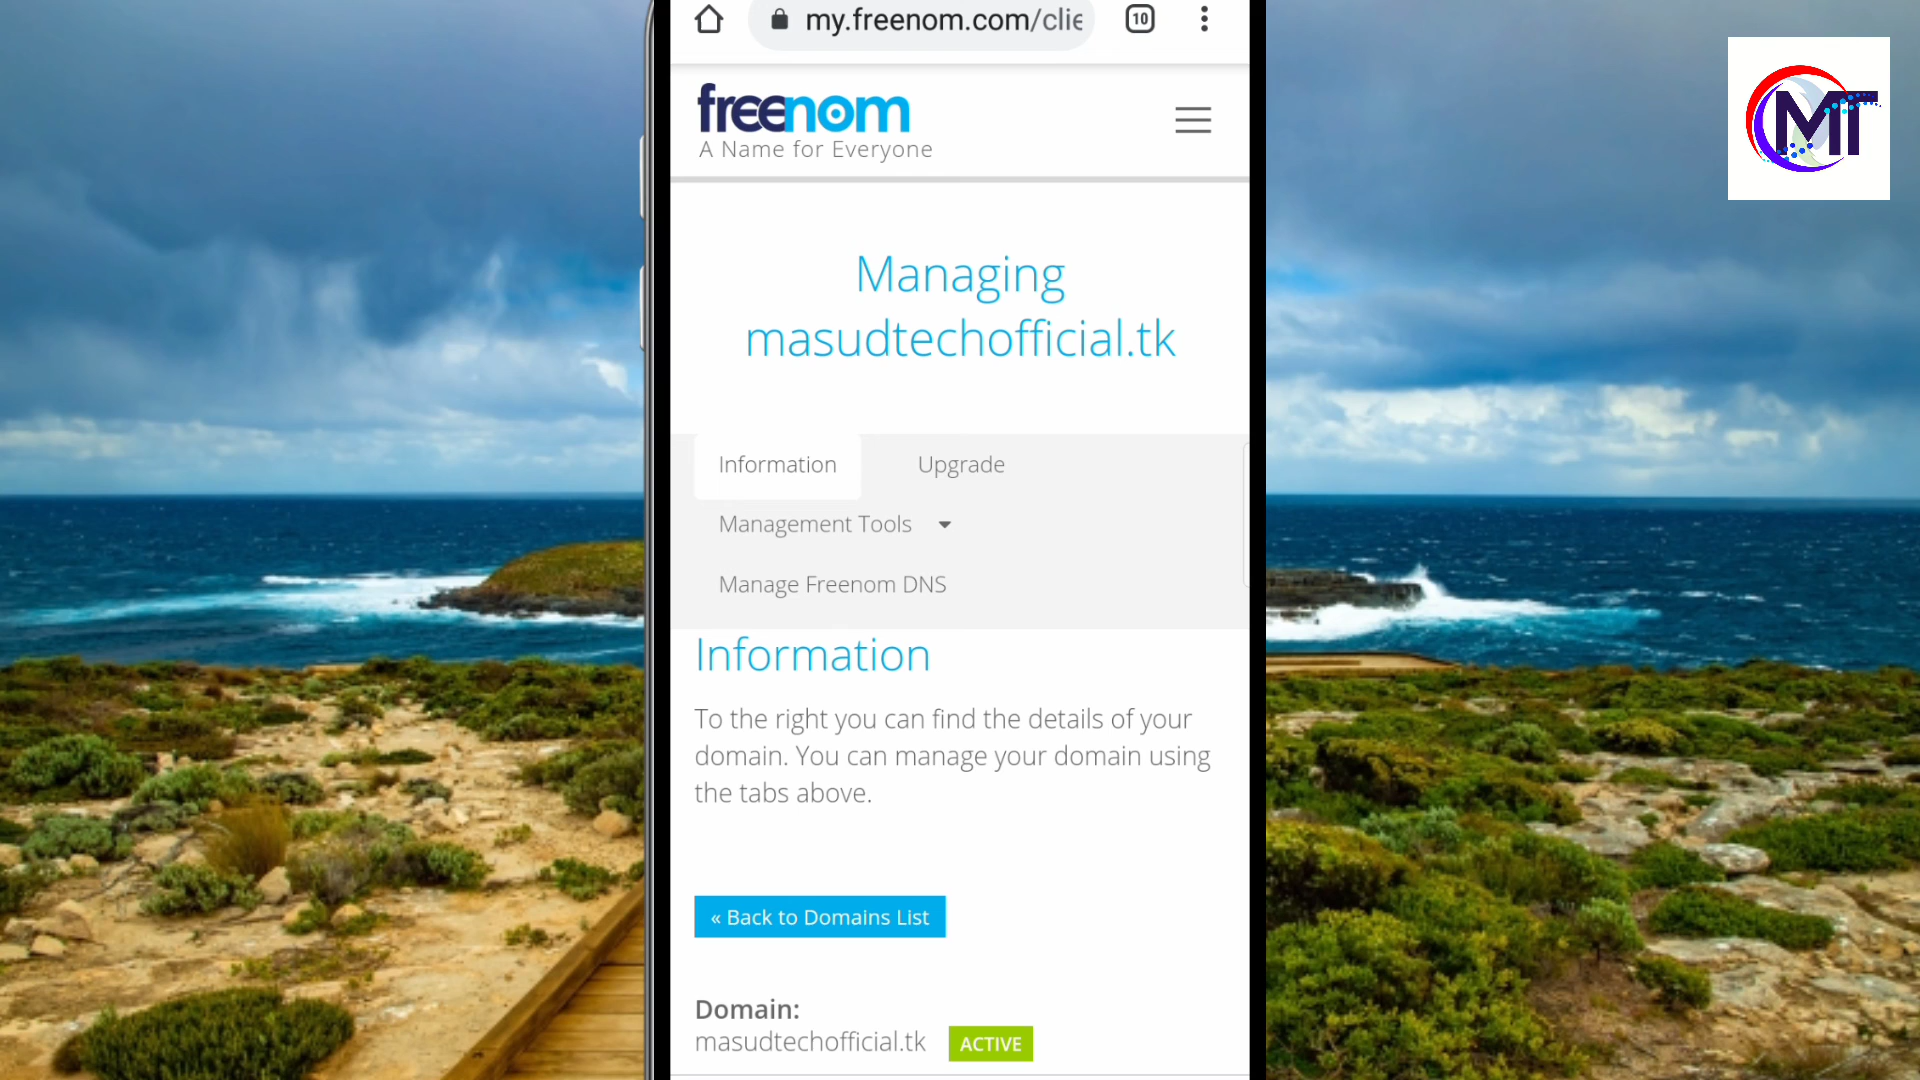 my.freenom.com/clie
10
freenom
A Name for Everyone
MT
Managing
masudtechofficial.tk
Information
Upgrade
Management Tools
Manage Freenom DNS
Information
To the right you can find the details of your
domain. You can manage your domain using
the tabs above.
« Back to Domains List
Domain:
masudtechofficial.tk
ACTIVE